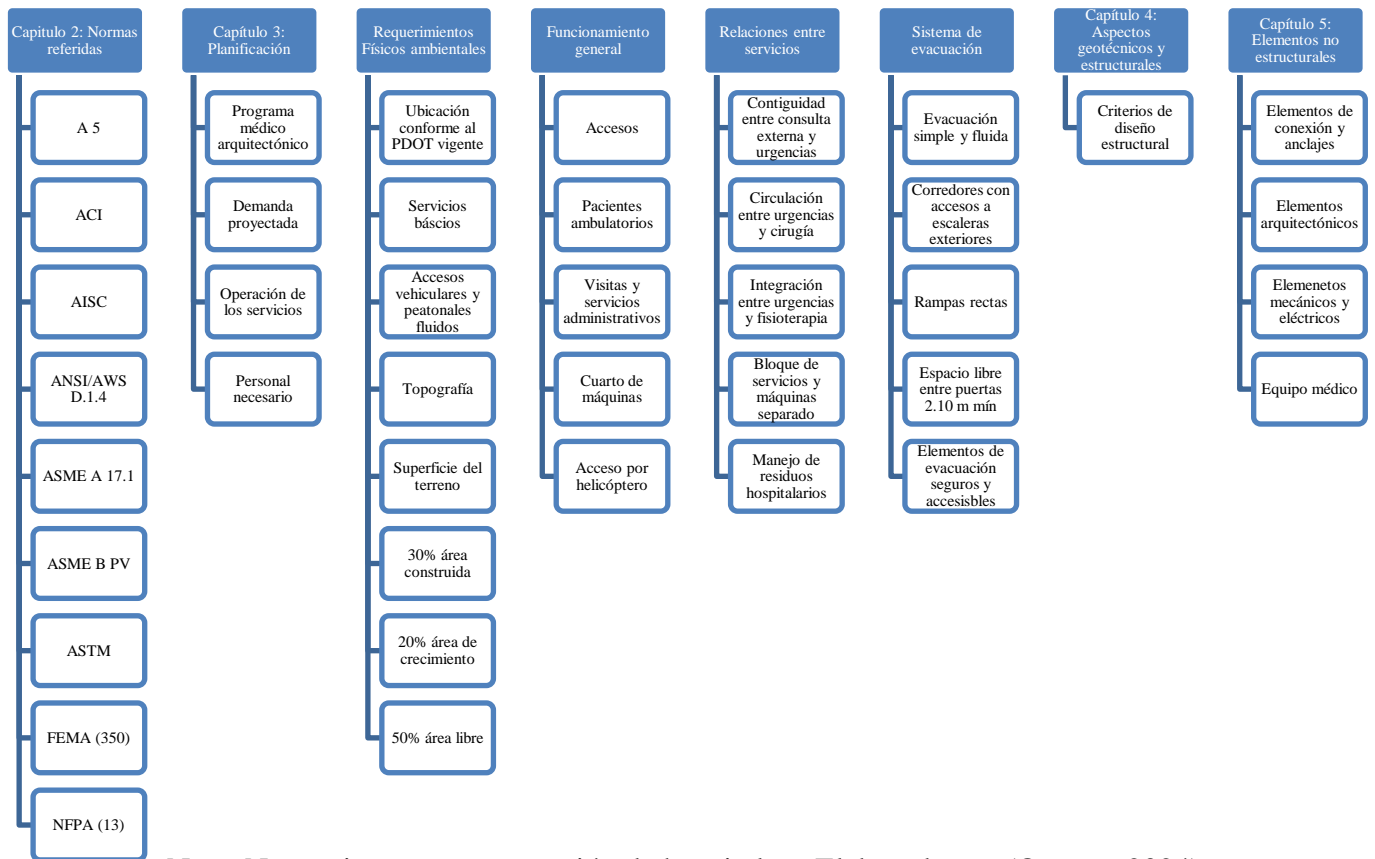 Capitulo 2: Normas
referidas
A 5
ACI
AISC
ANSI/AWS
D.1.4
ASME A 17.1
ASME B PV
ASTM
FEMA (350)
NFPA (13)
Capítulo 3:
Planificación
Programa
médico
arquitectónico
Demanda
proyectada
Operación de
los servicios
Personal
necesario
Requerimientos
Físicos ambientales
Ubicación
conforme al
PDOT vigente
Servicios
báscios
Accesos
vehiculares y
peatonales
fluidos
Topografía
Superficie del
terreno
30% área
construida
20% área de
crecimiento
50% área libre
Funcionamiento
general
Accesos
Pacientes
ambulatorios
Visitas y
servicios
administrativos
Cuarto de
máquinas
Acceso por
helicóptero
Relaciones entre
servicios
Contiguidad
entre consulta
externa y
urgencias
Circulación
entre urgencias
y cirugía
Integración
entre urgencias
y fisioterapia
Bloque de
servicios y
máquinas
separado
Manejo de
residuos
hospitalarios
Sistema de
evacuación
Evacuación
simple y fluida
Corredores con
accesos a
escaleras
exteriores
Rampas rectas
Espacio libre
entre puertas
2.10 m mín
Elementos de
evacuación
seguros y
accesisbles
Capítulo 4:
Aspectos
geotécnicos y
estructurales
Criterios de
diseño
estructural
Capítulo 5:
Elementos no
estructurales
Elementos de
conexión y
anclajes
Elementos
arquitectónicos
Elemenetos
mecánicos y
eléctricos
Equipo médico